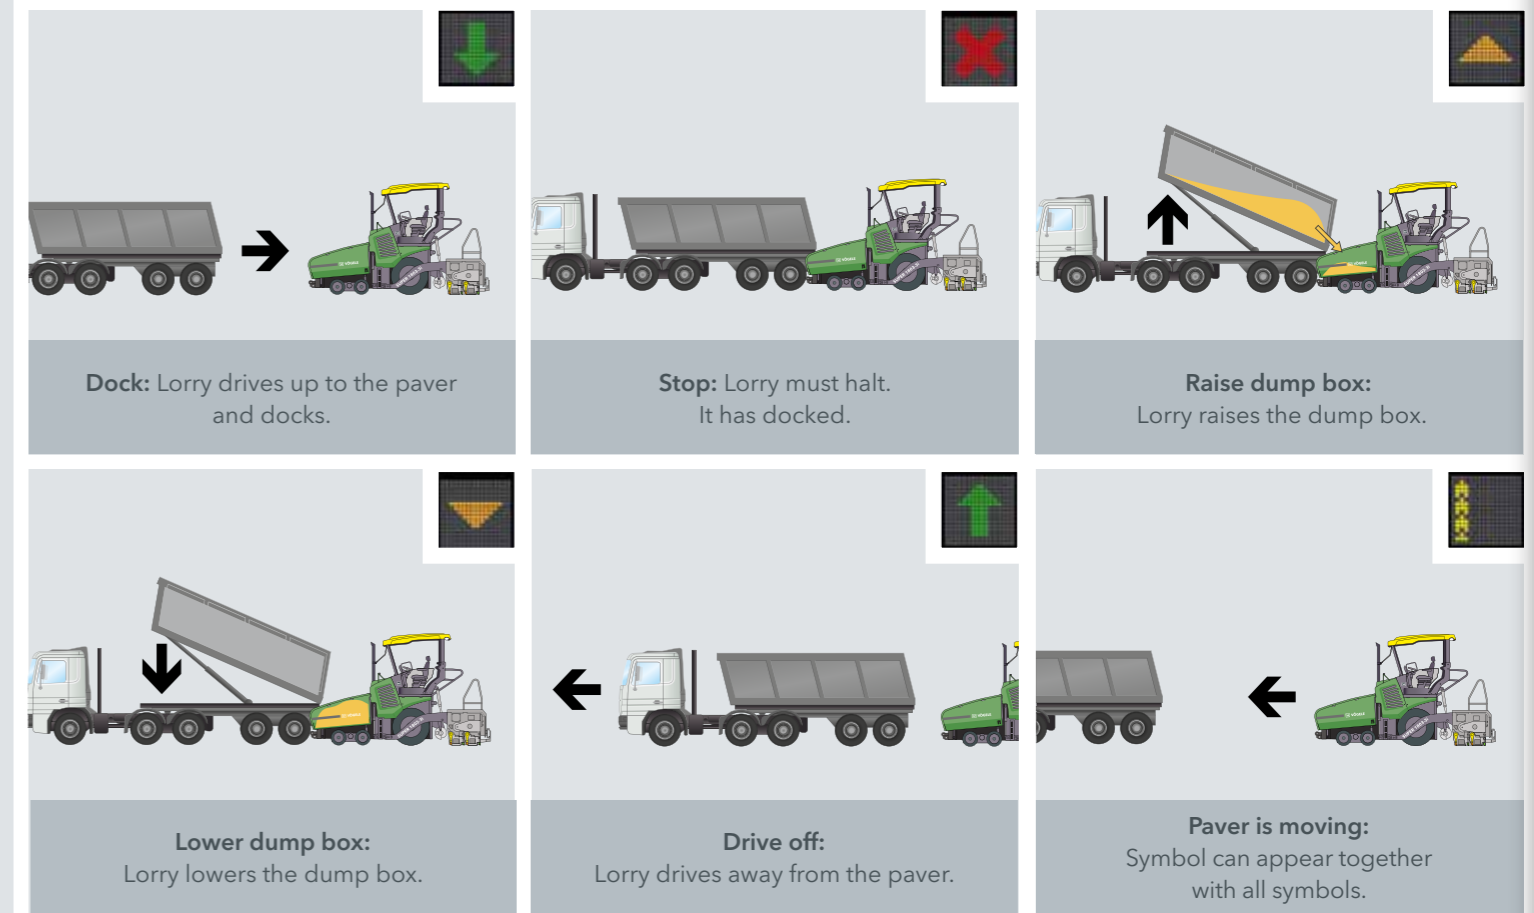 Dock: Lorry drives up to the paver
and docks.
Stop: Lorry must halt.
It has docked.
Raise dump box:
Lorry raises the dump box.
Lower dump box:
Lorry lowers the dump box.
Drive off:
Lorry drives away from the paver.
Paver is moving:
Symbol can appear together
with all symbols.